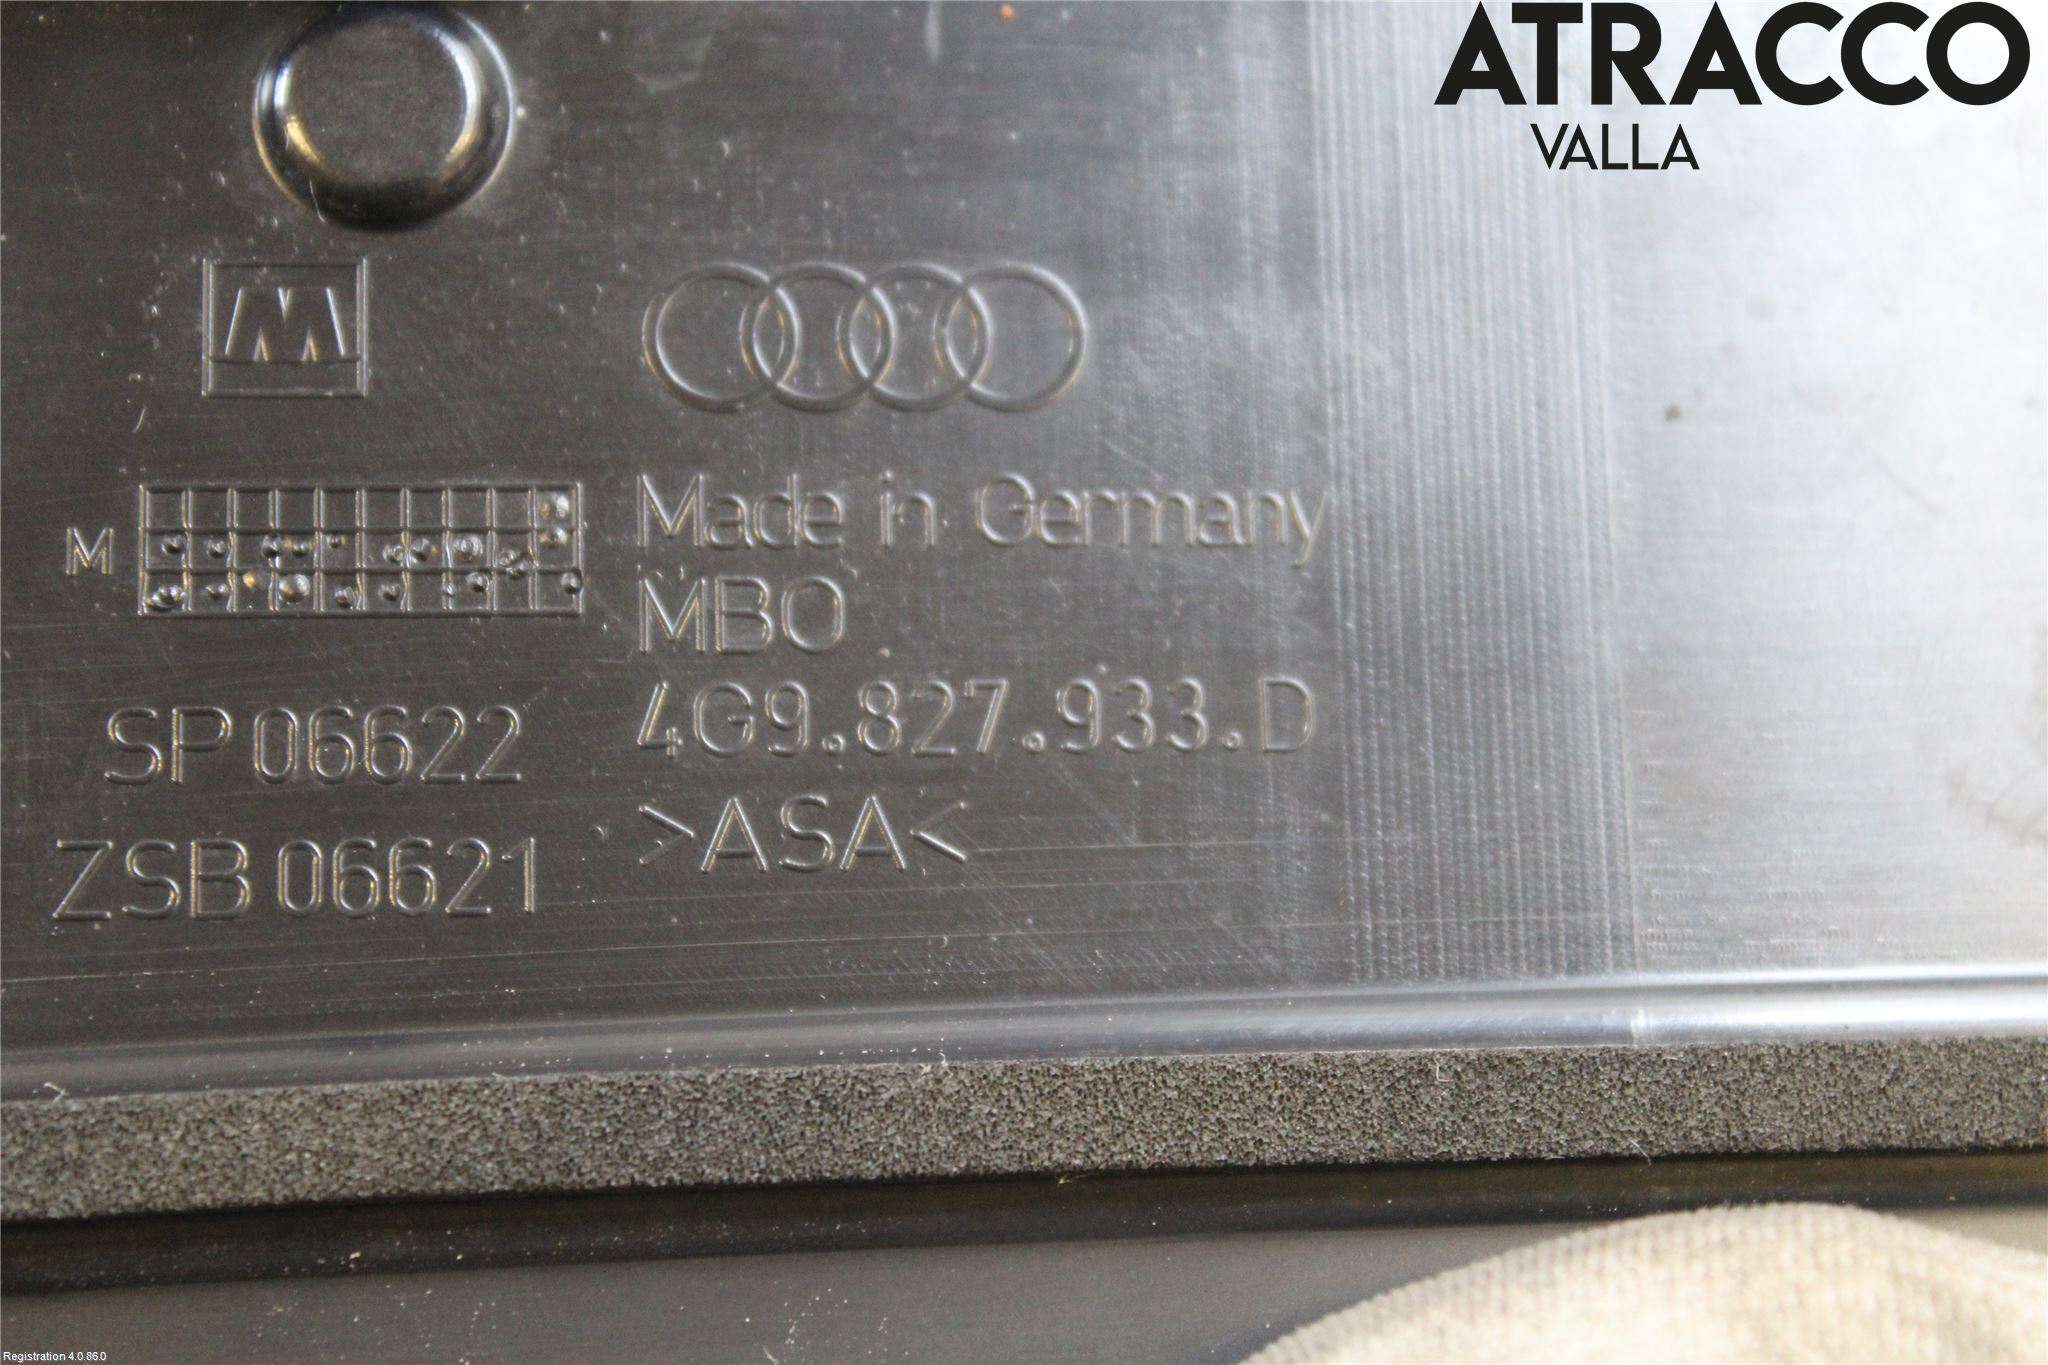 ATRACCO
VALLA
M
Made in Germany
M
MBO
4G9.827.933.D
SP 06622
>ASA<
ZSB 06621
Registration 4.0.86.0